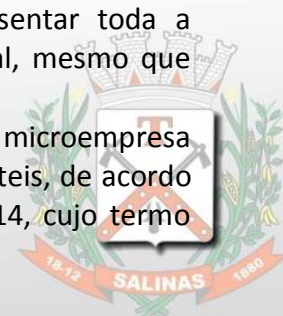 sentar toda a
al, mesmo que
microempresa
teis, de acordo
14, cujo termo
T
18-12 SALINAS 1880